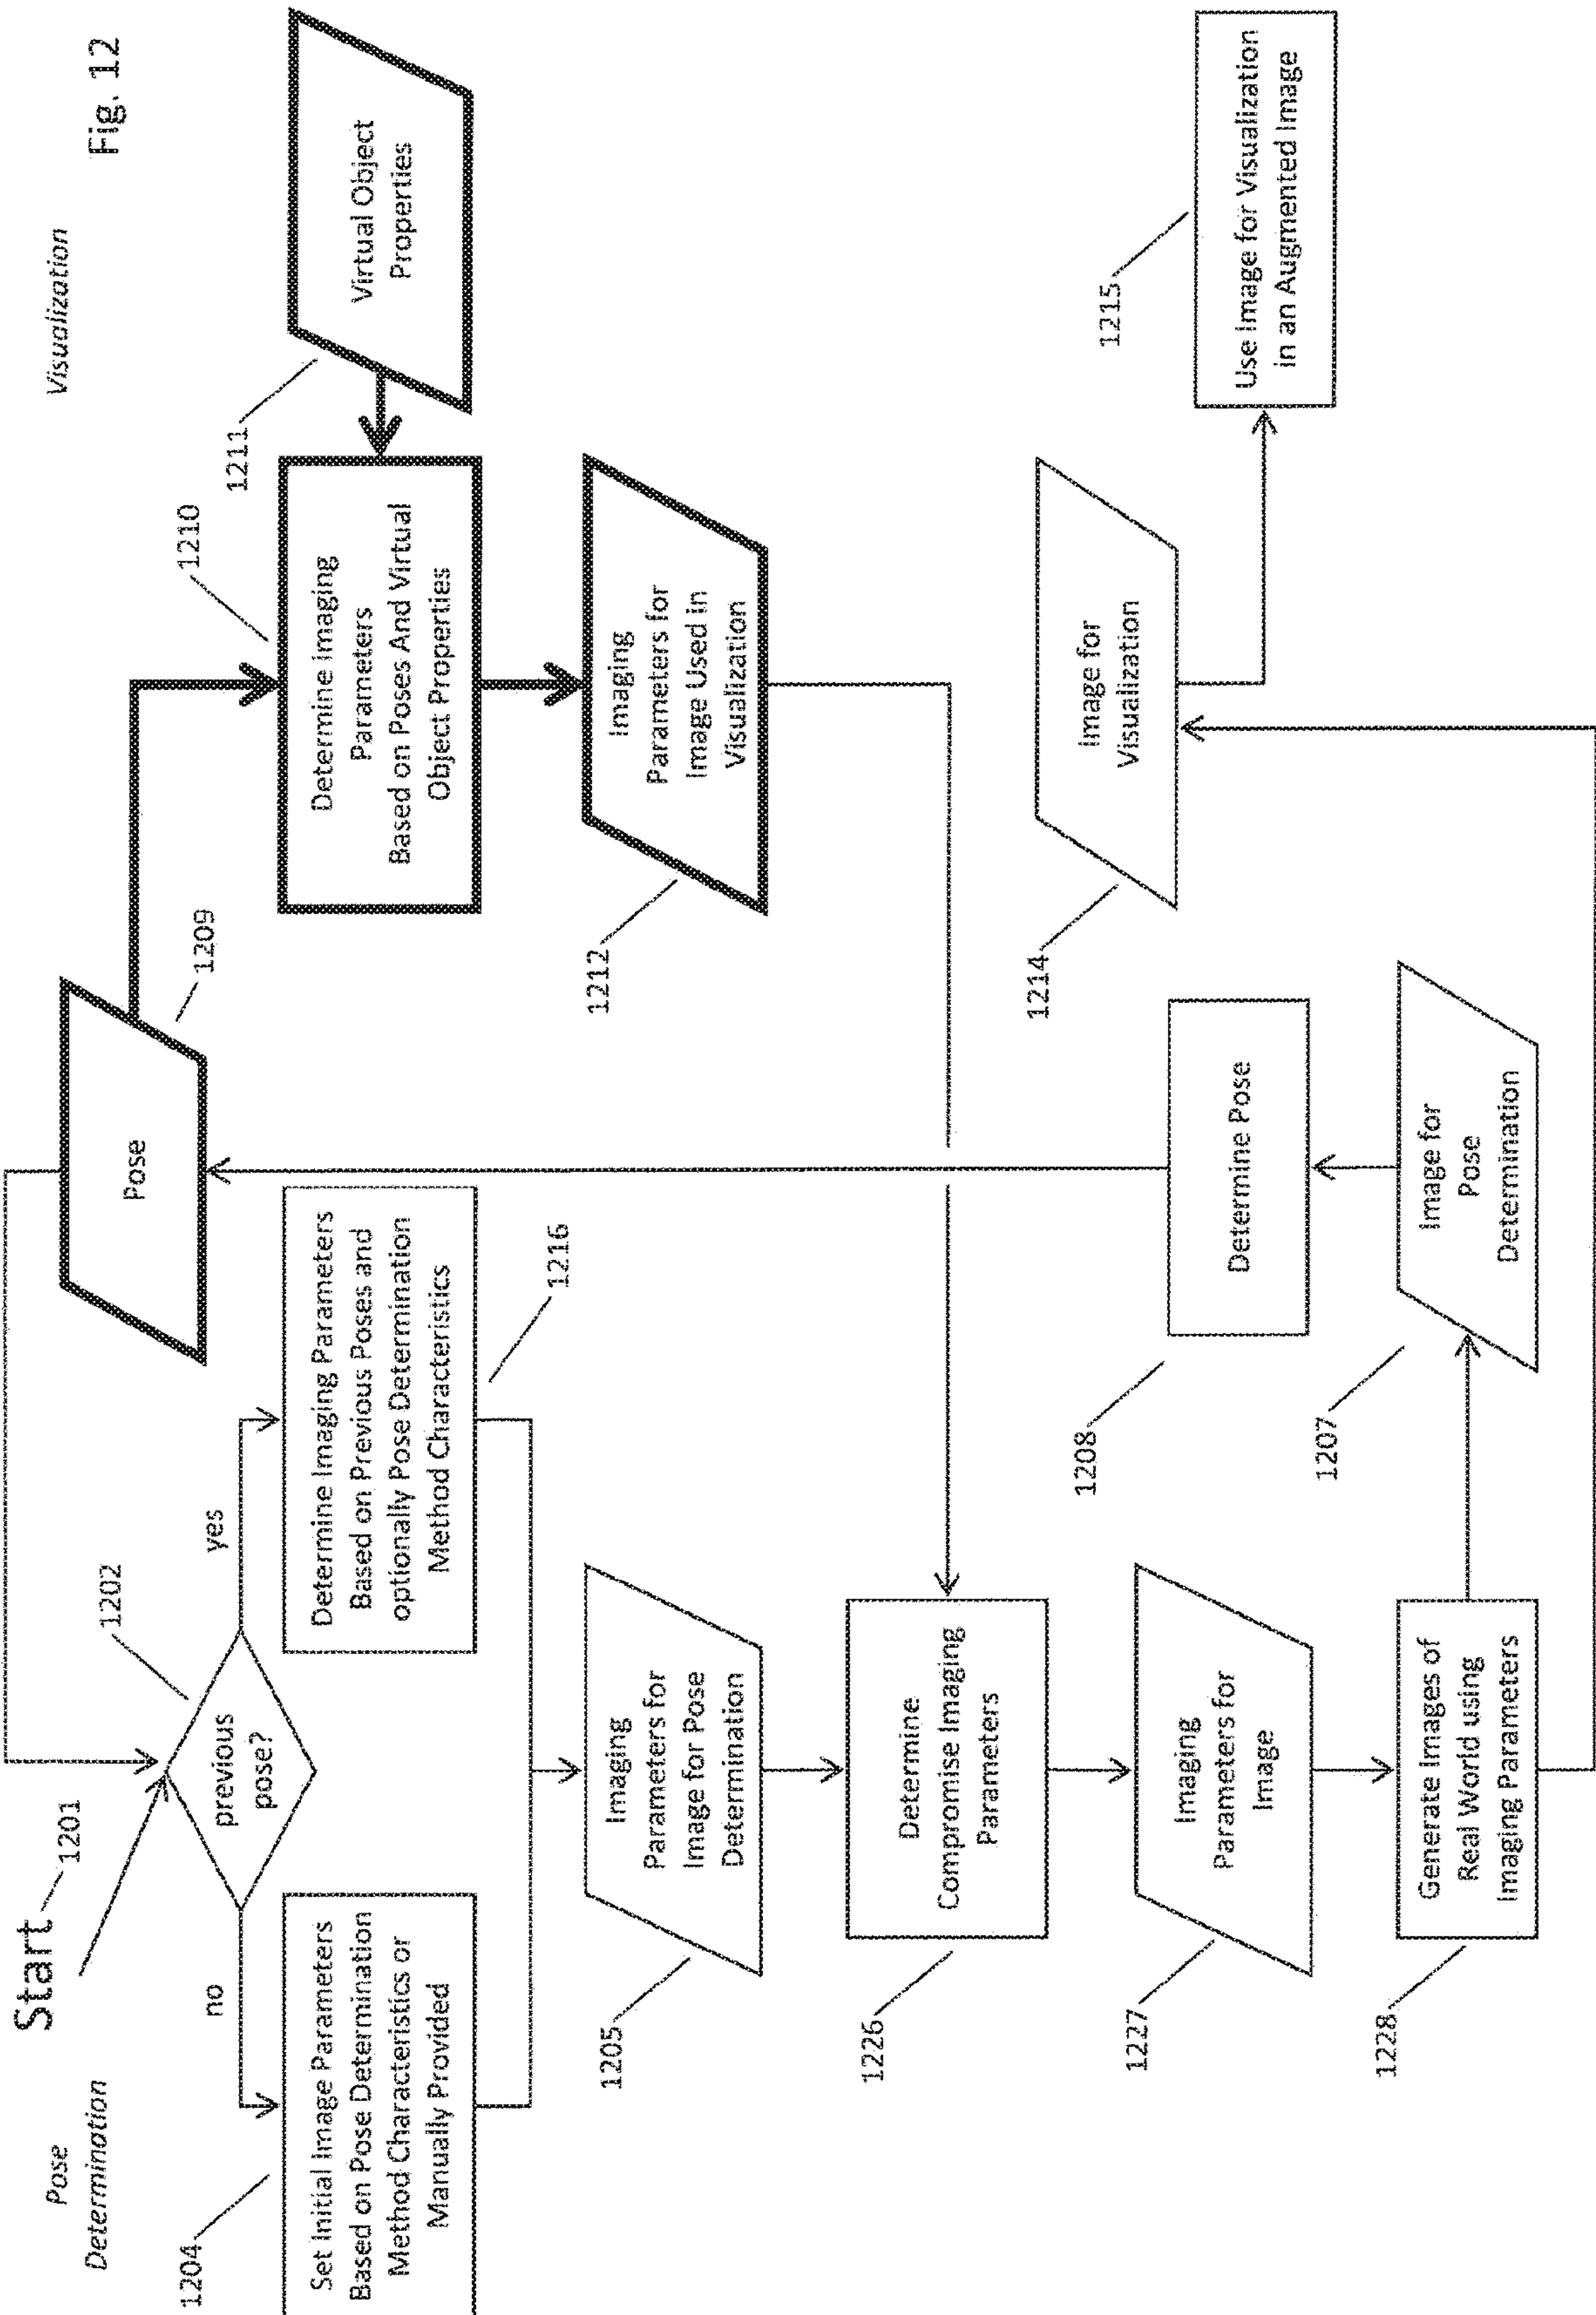 Fig. 12
Pose
Determination
Start
1201
Visualization
1202
previous
pose?
no
yes
1204
Set Initial Image Parameters
Based on Pose Determination
Method Characteristics or
Manually Provided
Determine Imaging Parameters
Based on Previous Poses and
optionally Pose Determination
Method Characteristics
1216
Pose
1209
1210
Determine Imaging
Parameters
Based on Poses And Virtual
Object Properties
1211
Virtual Object
Properties
1205
Imaging
Parameters for
Image for Pose
Determination
1212
Imaging
Parameters for
Image Used in
Visualization
1226
Determine
Compromise Imaging
Parameters
1227
Imaging
Parameters for
Image
1228
Generate Images of
Real World using
Imaging Parameters
1208
Determine Pose
1207
Image for
Pose
Determination
1214
Image for
Visualization
1215
Use Image for Visualization
in an Augmented Image